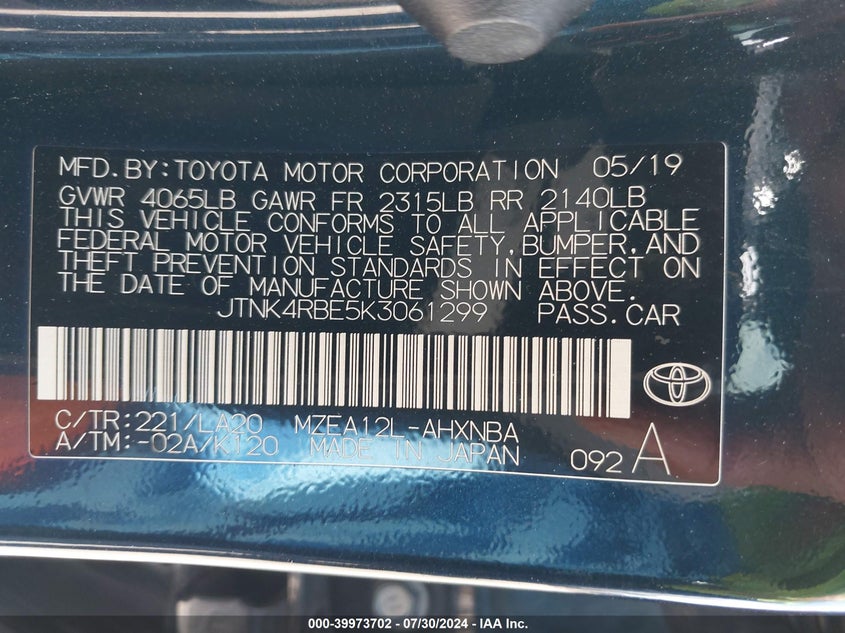 MFD.BY:TOYOTA MOTOR CORPORATION 05/19
GVWR 4065LB GAWR FR 2315LB RR 2140LB
THIS VEHICLE CONFORMS TO ALL APPLICABLE
FEDERAL MOTOR VEHICLE SAFETY,BUMPER,AND
THEFT PREVENTION STANDARDS IN EFFECT ON
THE DATE OF MANUFACTURE SHOWN ABOVE.
JTNK4RBE5K3061299 PASS.CAR
C/TR:221/LA20 MZEA12L-AHXNBA
A/TM:-02A/K120 MADE IN JAPAN
092 A
000-39973702 / 07/30/2024 - IAA Inc.